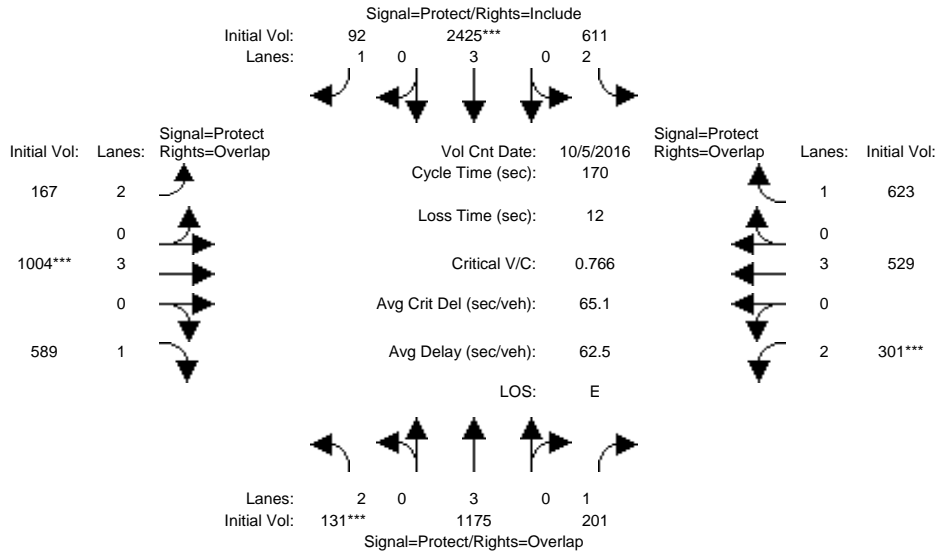 Signal=Protect/Rights=Include
Initial Vol: 92 2425*** 611
Lanes: 1 0 3 0 2
Signal=Protect Signal=Protect
Initial Vol: Lanes: Rights=Overlap Vol Cnt Date: 10/5/2016 Rights=Overlap Lanes: Initial Vol:
Cycle Time (sec): 170
167 2 1 623
Loss Time (sec): 12
0 0
1004*** 3 Critical V/C: 0.766 3 529
0 Avg Crit Del (sec/veh): 65.1 0
589 1 Avg Delay (sec/veh): 62.5 2 301***
LOS: E
Lanes: 2 0 3 0 1
Initial Vol: 131*** 1175 201
Signal=Protect/Rights=Overlap